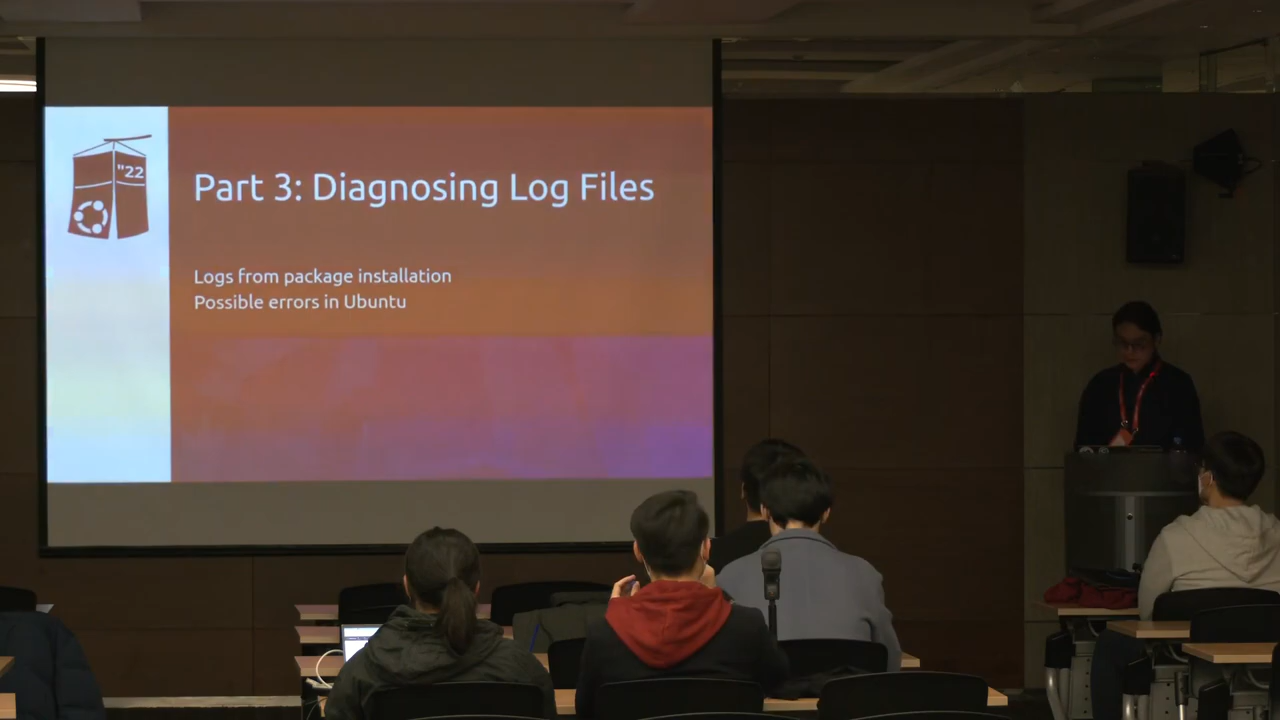 "22
Part 3: Diagnosing Log Files
Logs from package installation
Possible errors in Ubuntu